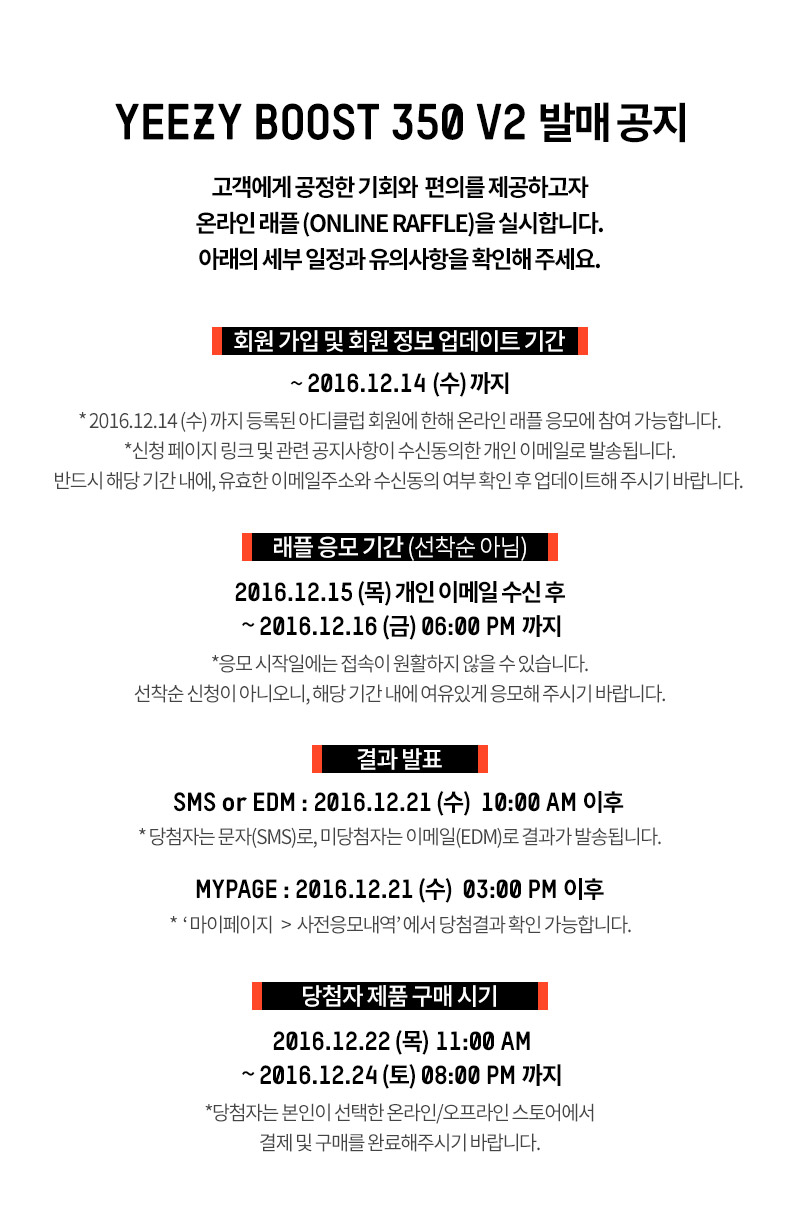 YEEZY BOOST 350 V2 발매 공지
고객에게 공정한 기회와 편의를 제공하고자
온라인 래플 (ONLINE RAFFLE)을 실시합니다.
아래의 세부 일정과 유의사항을 확인해 주세요.
회원 가입 및 회원 정보 업데이트 기간
~ 2016.12.14 (수) 까지
* 2016.12.14 (수) 까지 등록된 아디클럽 회원에 한해 온라인 래플 응모에 참여 가능합니다.
*신청 페이지 링크 및 관련 공지사항이 수신동의한 개인 이메일로 발송됩니다.
반드시 해당 기간 내에, 유효한 이메일주소와 수신동의 여부 확인 후 업데이트해 주시기 바랍니다.
래플 응모 기간 (선착순 아님)
2016.12.15 (목) 개인 이메일 수신 후
~ 2016.12.16 (금) 06:00 PM 까지
*응모 시작일에는 접속이 원활하지 않을 수 있습니다.
선착순 신청이 아니오니, 해당 기간 내에 여유있게 응모해 주시기 바랍니다.
결과 발표
SMS or EDM : 2016.12.21 (수) 10:00 AM 이후
* 당첨자는 문자(SMS)로, 미당첨자는 이메일(EDM)로 결과가 발송됩니다.
MYPAGE : 2016.12.21 (수) 03:00 PM 이후
* ‘ 마이페이지 > 사전응모내역’ 에서 당첨결과 확인 가능합니다.
당첨자 제품 구매 시기
2016.12.22 (목) 11:00 AM
~ 2016.12.24 (토) 08:00 PM 까지
*당첨자는 본인이 선택한 온라인/오프라인 스토어에서
결제 및 구매를 완료해주시기 바랍니다.